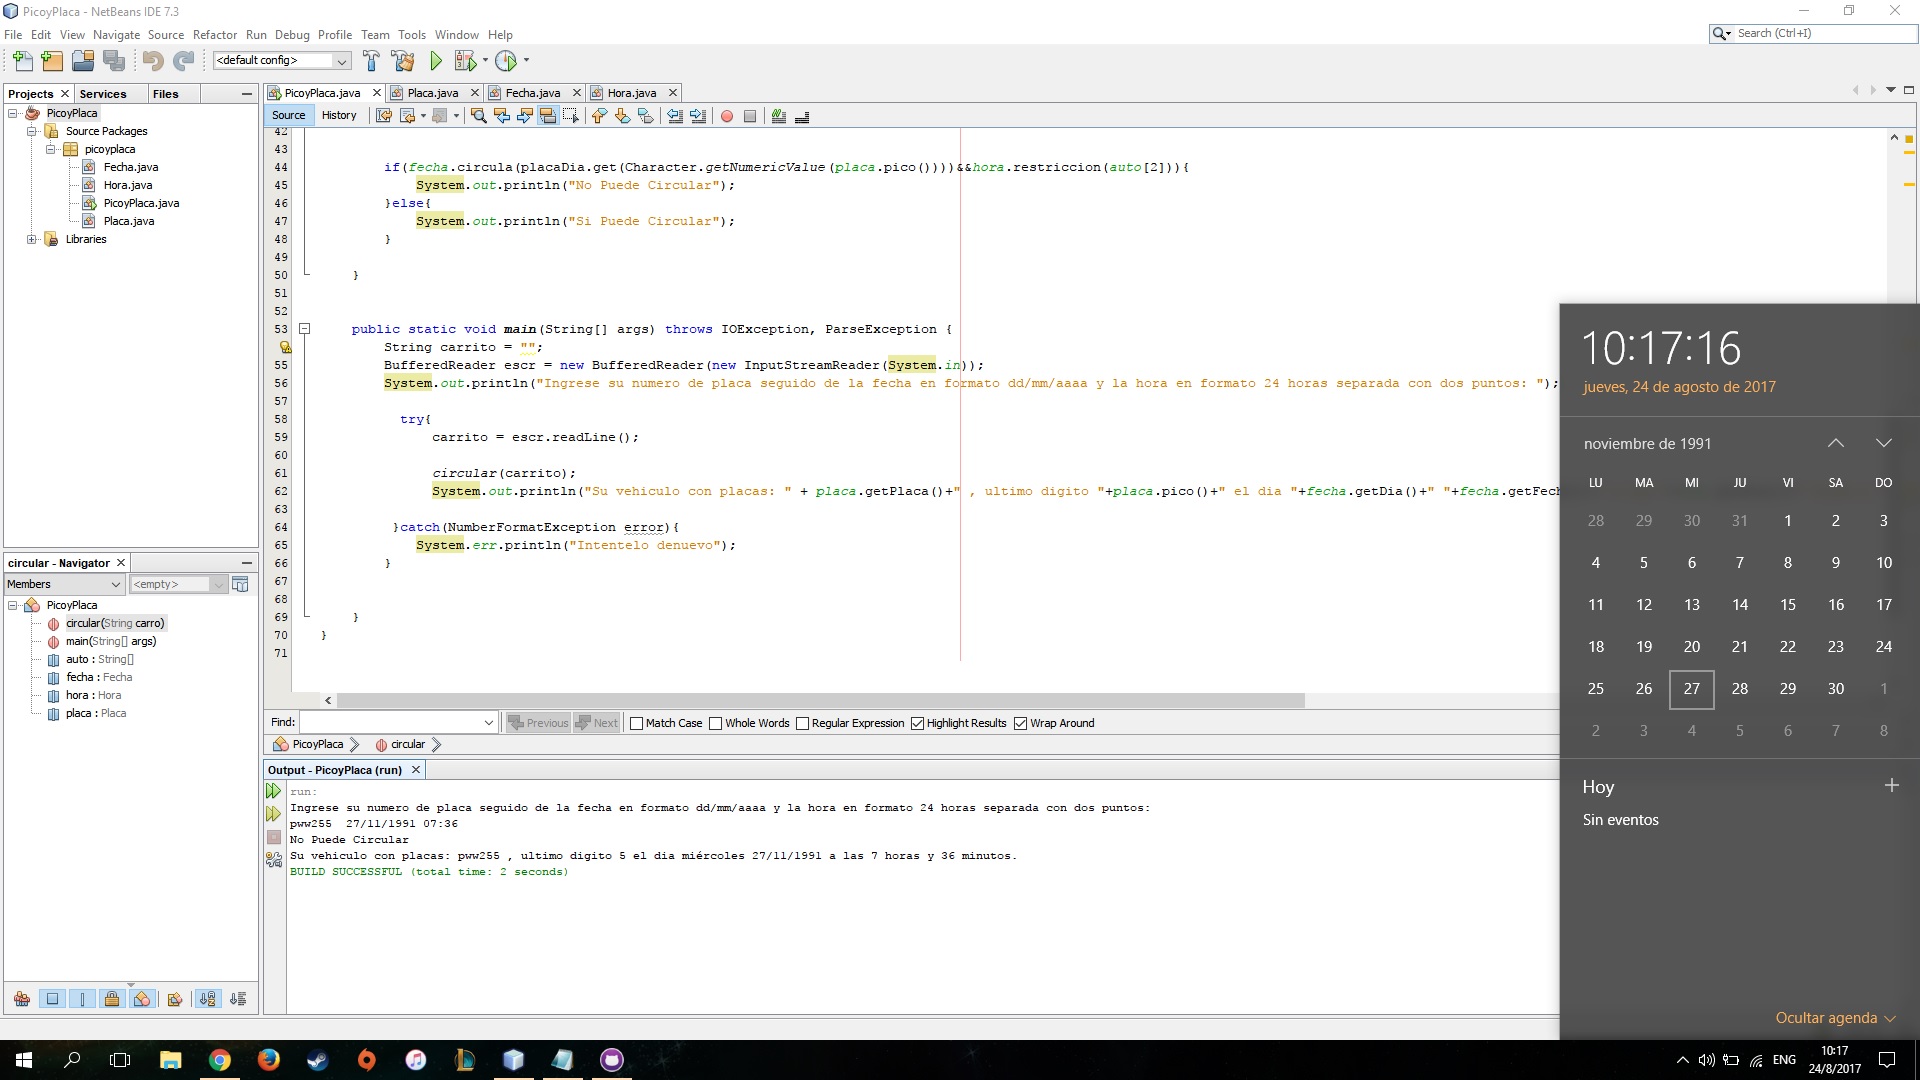 PicoyPlaca - NetBeans IDE 7.3
File Edit View Navigate Source Refactor Run Debug Profile Team Tools Window Help
Search (Ctrl+I)
<default config>
Projects Services Files
PicoyPlaca
Source Packages
picoyplaca
Fecha.java
Hora.java
PicoyPlaca.java
Placa.java
Libraries
circular - Navigator
Members <empty>
PicoyPlaca
circular(String carro)
main(String[] args)
auto : String[]
fecha : Fecha
hora : Hora
placa : Placa
PicoyPlaca.java Placa.java Fecha.java Hora.java
Source History
42
43
44 if(fecha.circula(placaDia.get(Character.getNumericValue(placa.pico())))&&hora.restriccion(auto[2])){
45 System.out.println("No Puede Circular");
46 }else{
47 System.out.println("Si Puede Circular");
48 }
49
50 }
51
52
53 public static void main(String[] args) throws IOException, ParseException {
String carrito = "";
55 BufferedReader escr = new BufferedReader(new InputStreamReader(System.in));
56 System.out.println("Ingrese su numero de placa seguido de la fecha en formato dd/mm/aaaa y la hora en formato 24 horas separada con dos puntos: ");
57
58 try{
59 carrito = escr.readLine();
60
61 circular(carrito);
62 System.out.println("Su vehiculo con placas: " + placa.getPlaca()+" , ultimo digito "+placa.pico()+" el dia "+fecha.getDia()+" "+fecha.getFech
63
64 }catch(NumberFormatException error){
65 System.err.println("Intentelo denuevo");
66 }
67
68
69 }
70 }
71
Find: Previous Next Match Case Whole Words Regular Expression Highlight Results Wrap Around
PicoyPlaca circular
Output - PicoyPlaca (run)
run:
Ingrese su numero de placa seguido de la fecha en formato dd/mm/aaaa y la hora en formato 24 horas separada con dos puntos:
pww255 27/11/1991 07:36
No Puede Circular
Su vehiculo con placas: pww255 , ultimo digito 5 el dia miércoles 27/11/1991 a las 7 horas y 36 minutos.
BUILD SUCCESSFUL (total time: 2 seconds)
10:17:16
jueves, 24 de agosto de 2017
noviembre de 1991
LU MA MI JU VI SA DO
28 29 30 31 1 2 3
4 5 6 7 8 9 10
11 12 13 14 15 16 17
18 19 20 21 22 23 24
25 26 27 28 29 30 1
2 3 4 5 6 7 8
Hoy
Sin eventos
Ocultar agenda
ENG
10:17
24/8/2017